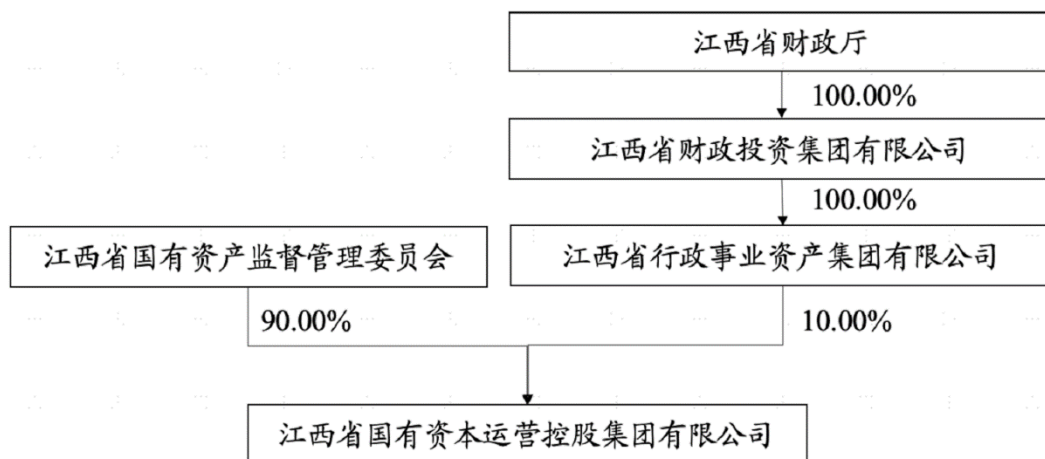 江西省财政厅
100.00%
江西省财政投资集团有限公司
100.00%
江西省国有资产监督管理委员会
江西省行政事业资产集团有限公司
90.00%
10.00%
江西省国有资本运营控股集团有限公司